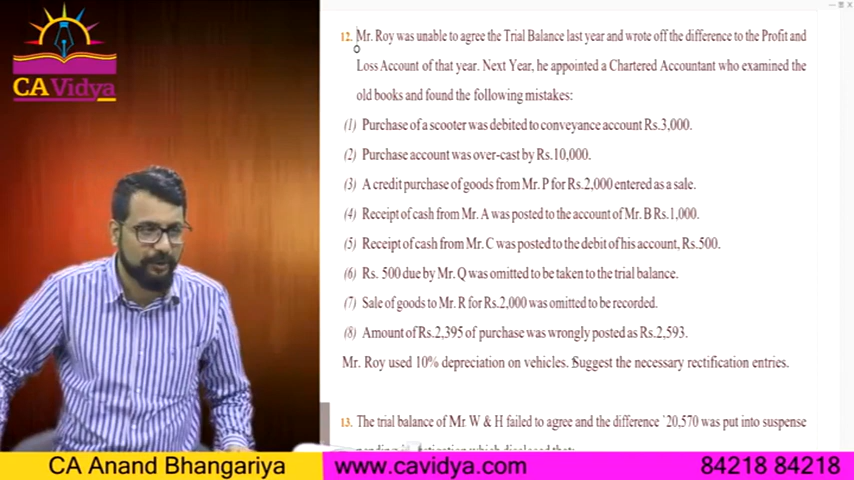 CA Vidya
12. Mr. Roy was unable to agree the Trial Balance last year and wrote off the difference to the Profit and
Loss Account of that year. Next Year, he appointed a Chartered Accountant who examined the
old books and found the following mistakes:
(1) Purchase of a scooter was debited to conveyance account Rs.3,000.
(2) Purchase account was over-cast by Rs.10,000.
(3) A credit purchase of goods from Mr. P for Rs.2,000 entered as a sale.
(4) Receipt of cash from Mr. A was posted to the account of Mr. B Rs.1,000.
(5) Receipt of cash from Mr. C was posted to the debit of his account, Rs.500.
(6) Rs. 500 due by Mr. Q was omitted to be taken to the trial balance.
(7) Sale of goods to Mr. R for Rs.2,000 was omitted to be recorded.
(8) Amount of Rs.2,395 of purchase was wrongly posted as Rs.2,593.
Mr. Roy used 10% depreciation on vehicles. Suggest the necessary rectification entries.
13. The trial balance of Mr. W & H failed to agree and the difference `20,570 was put into suspense
CA Anand Bhangariya
www.cavidya.com
84218 84218